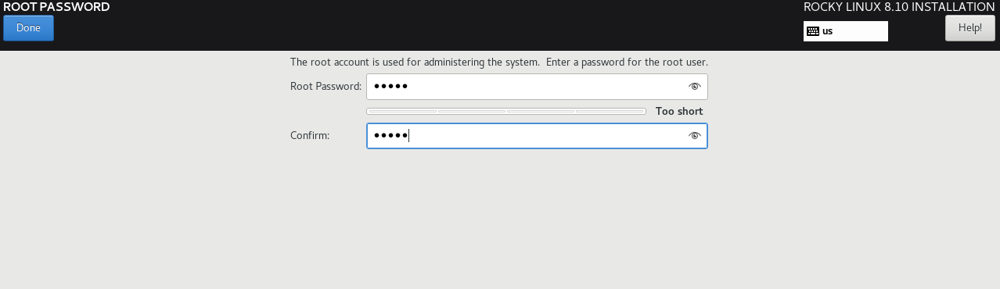 ROOT PASSWORD
ROCKY LINUX 8.10 INSTALLATION
Done
us
Help!
The root account is used for administering the system.  Enter a password for the root user.
Root Password: •••••
Too short
Confirm: •••••